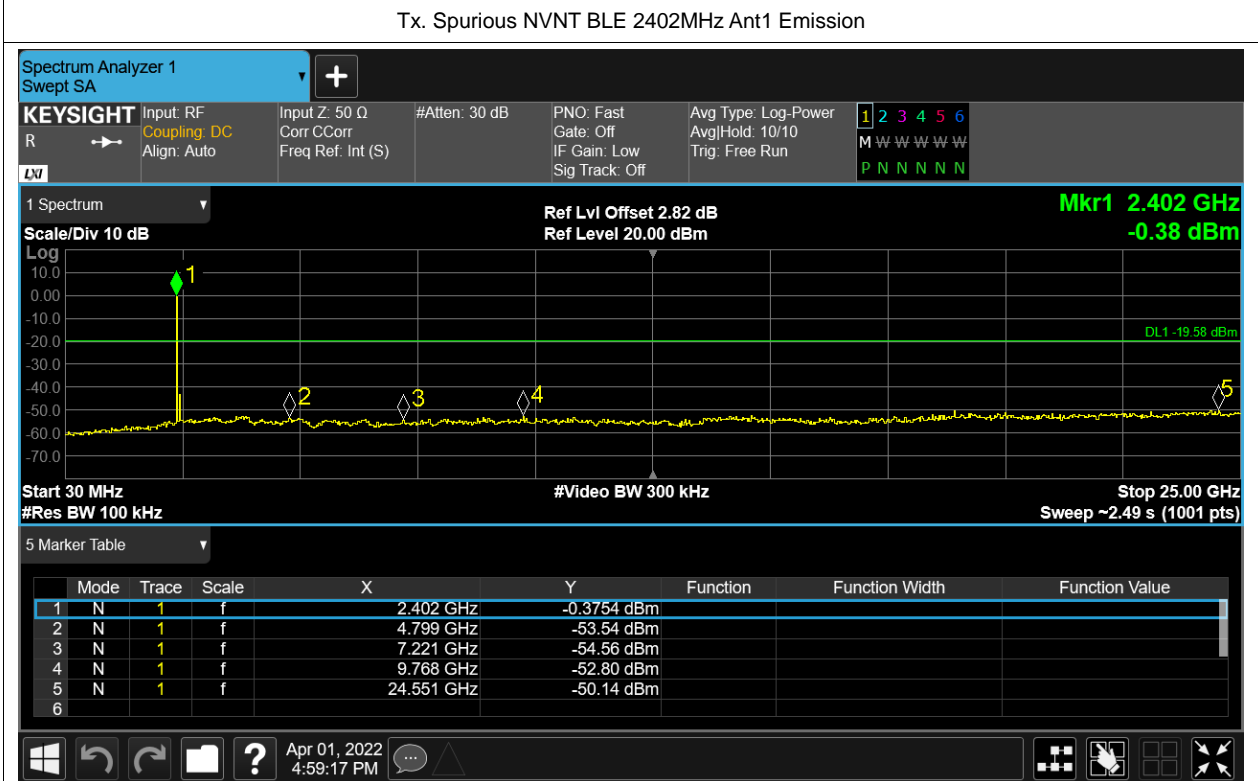 Tx. Spurious NVNT BLE 2402MHz Ant1 Emission
Spectrum Analyzer 1
Swept SA
+
KEYSIGHT
R
LXI
Input: RF
Coupling: DC
Align: Auto
Input Z: 50 Ω
Corr CCorr
Freq Ref: Int (S)
#Atten: 30 dB
PNO: Fast
Gate: Off
IF Gain: Low
Sig Track: Off
Avg Type: Log-Power
Avg|Hold: 10/10
Trig: Free Run
1 2 3 4 5 6
M W W W W W
P N N N N N
1 Spectrum
Scale/Div 10 dB
Ref Lvl Offset 2.82 dB
Ref Level 20.00 dBm
Mkr1 2.402 GHz
-0.38 dBm
Log
10.0
0.00
-10.0
-20.0
-30.0
-40.0
-50.0
-60.0
-70.0
1
2
3
4
5
DL1 -19.58 dBm
Start 30 MHz
#Res BW 100 kHz
#Video BW 300 kHz
Stop 25.00 GHz
Sweep ~2.49 s (1001 pts)
5 Marker Table
Mode Trace Scale X Y Function Function Width Function Value
1 N 1 f 2.402 GHz -0.3754 dBm
2 N 1 f 4.799 GHz -53.54 dBm
3 N 1 f 7.221 GHz -54.56 dBm
4 N 1 f 9.768 GHz -52.80 dBm
5 N 1 f 24.551 GHz -50.14 dBm
6
?
Apr 01, 2022
4:59:17 PM